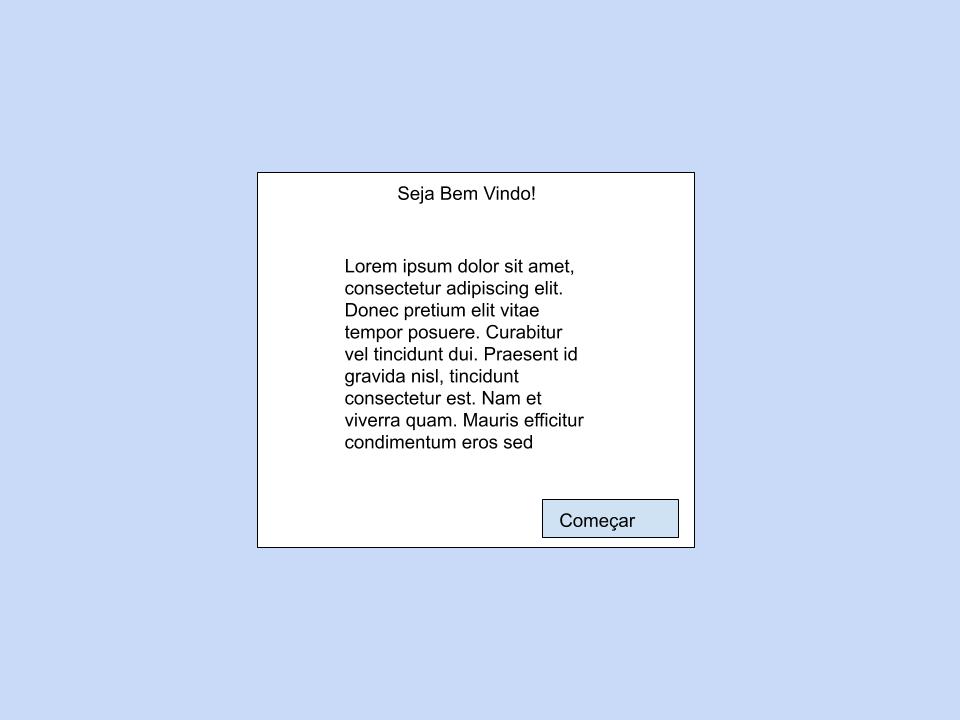 Seja Bem Vindo!
Lorem ipsum dolor sit amet,
consectetur adipiscing elit.
Donec pretium elit vitae
tempor posuere. Curabitur
vel tincidunt dui. Praesent id
gravida nisl, tincidunt
consectetur est. Nam et
viverra quam. Mauris efficitur
condimentum eros sed
Começar